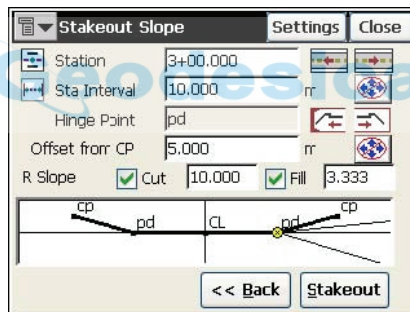 Stakeout Slope Settings Close
Station 3+00.000
Sta Interval 10.000 m
Hinge Point pd
Offset from CP 5.000 m
R Slope Cut 10.000 Fill 3.333
cp pd CL pd cp
<< Back Stakeout
Geodesical